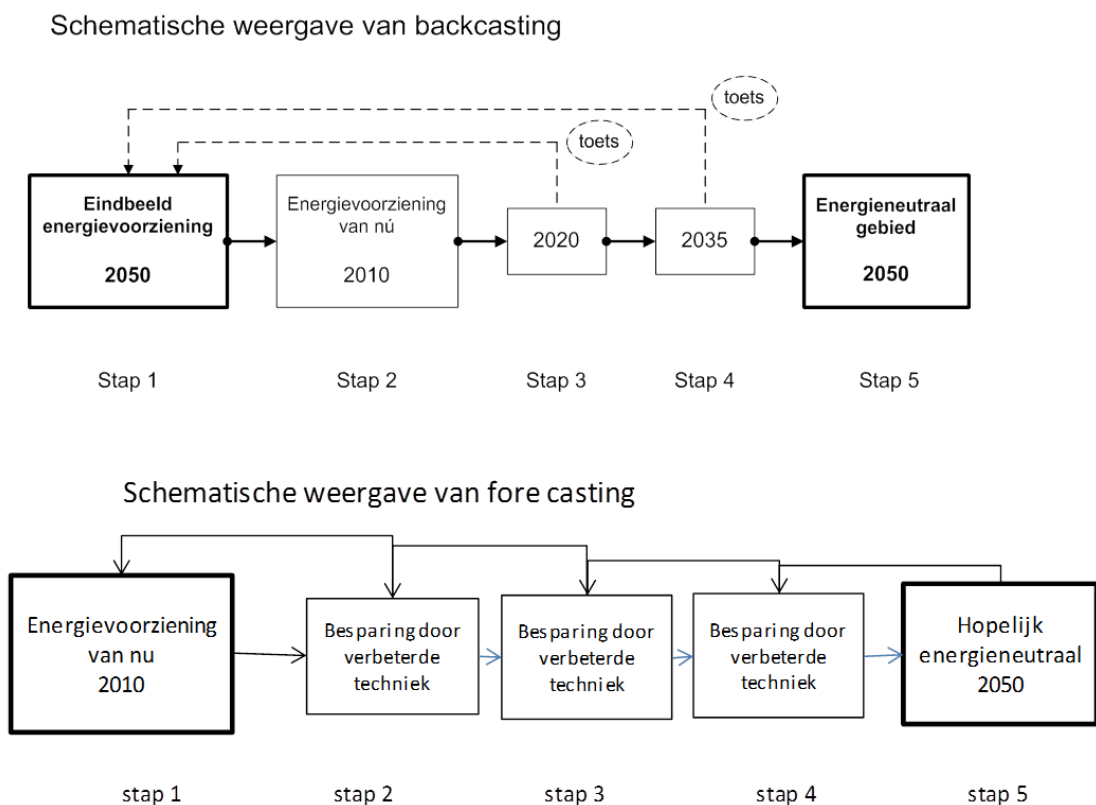 Schematische weergave van backcasting
toets
toets
Eindbeeld
energievoorziening
2050
Energievoorziening
van nú
2010
2020
2035
Energieneutraal
gebied
2050
Stap 1
Stap 2
Stap 3
Stap 4
Stap 5
Schematische weergave van fore casting
Energievoorziening
van nu
2010
Besparing door
verbeterde
techniek
Besparing door
verbeterde
techniek
Besparing door
verbeterde
techniek
Hopelijk
energieneutraal
2050
stap 1
stap 2
stap 3
stap 4
stap 5